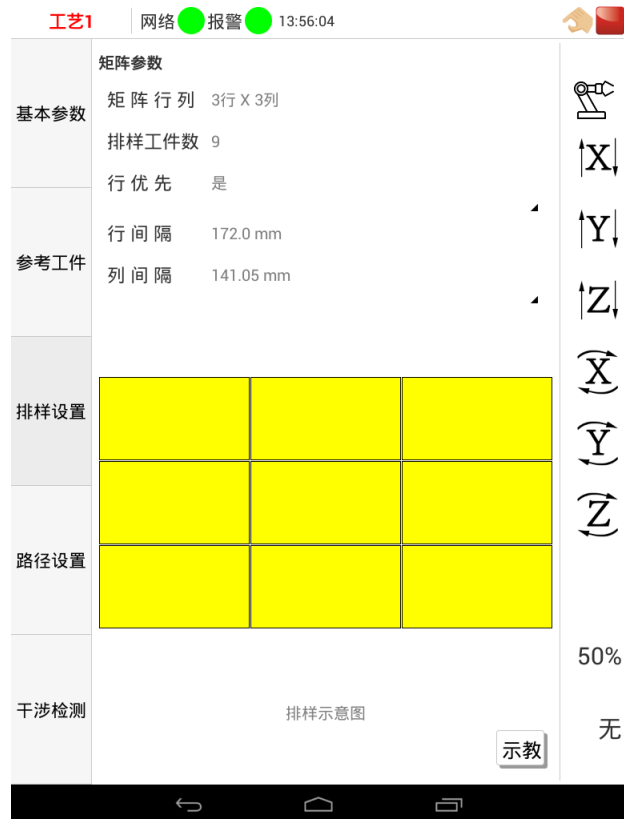 工艺1 网络 报警 13:56:04
矩阵参数
基本参数
矩阵行列 3行 X 3列
排样工件数 9
行优先 是
参考工件
行间隔 172.0 mm
列间隔 141.05 mm
排样设置
路径设置
干涉检测
排样示意图
示教
X
Y
Z
X
Y
Z
50%
无